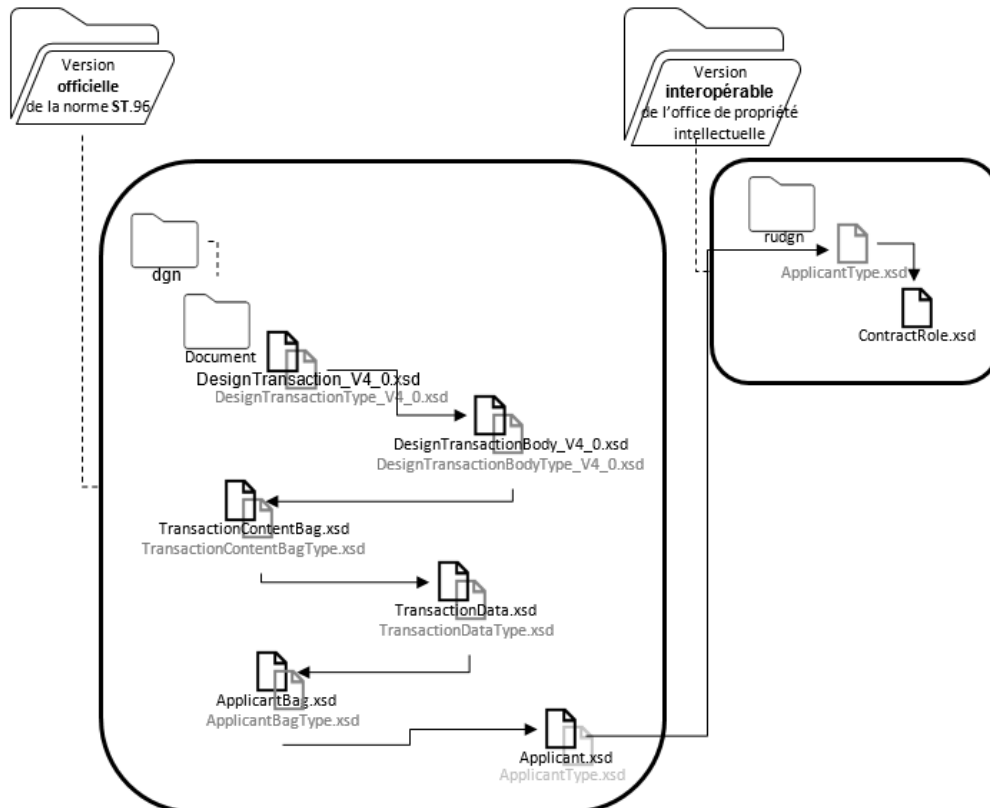 Version
officielle
de la norme ST.96
Version
interopérable
de l'office de propriété
intellectuelle
dgn
Document
DesignTransaction_V4_0.xsd
DesignTransactionType_V4_0.xsd
DesignTransactionBody_V4_0.xsd
DesignTransactionBodyType_V4_0.xsd
TransactionContentBag.xsd
TransactionContentBagType.xsd
TransactionData.xsd
TransactionDataType.xsd
ApplicantBag.xsd
ApplicantBagType.xsd
Applicant.xsd
ApplicantType.xsd
rudgn
ApplicantType.xsd
ContractRole.xsd